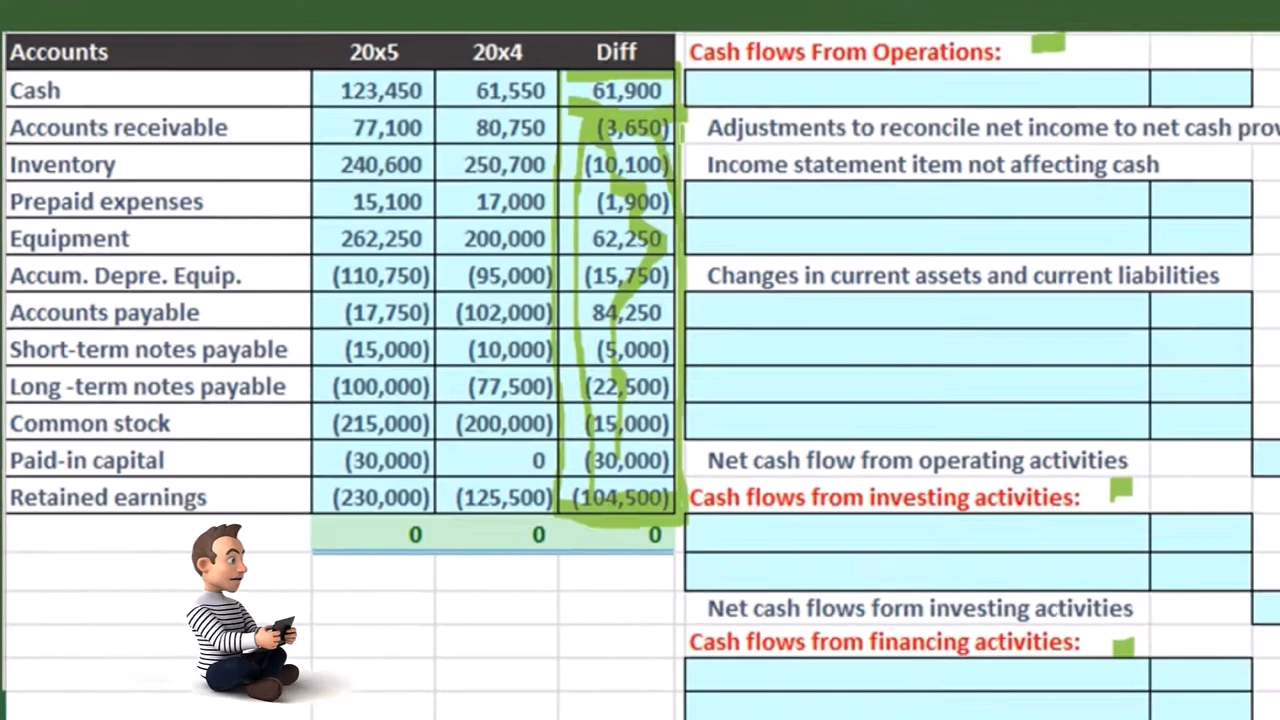 Accounts 20x5 20x4 Diff
Cash 123,450 61,550 61,900
Accounts receivable 77,100 80,750 (3,650)
Inventory 240,600 250,700 (10,100)
Prepaid expenses 15,100 17,000 (1,900)
Equipment 262,250 200,000 62,250
Accum. Depre. Equip. (110,750) (95,000) (15,750)
Accounts payable (17,750) (102,000) 84,250
Short-term notes payable (15,000) (10,000) (5,000)
Long -term notes payable (100,000) (77,500) (22,500)
Common stock (215,000) (200,000) (15,000)
Paid-in capital (30,000) 0 (30,000)
Retained earnings (230,000) (125,500) (104,500)
0 0 0
Cash flows From Operations:
Adjustments to reconcile net income to net cash prov
Income statement item not affecting cash
Changes in current assets and current liabilities
Net cash flow from operating activities
Cash flows from investing activities:
Net cash flows form investing activities
Cash flows from financing activities: